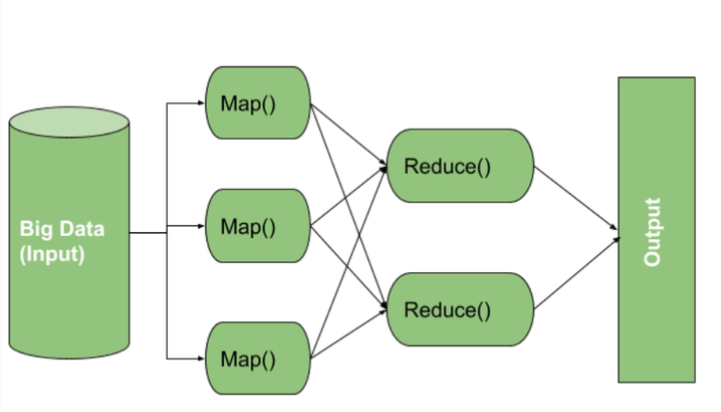 Big Data
(Input)
Map()
Map()
Map()
Reduce()
Reduce()
Output